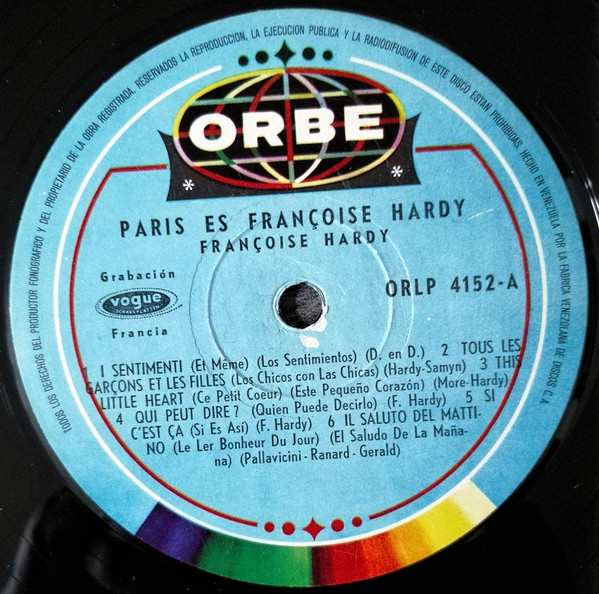 TODOS LOS DERECHOS DEL PRODUCTOR FONOGRAFICO Y DEL PROPIETARIO DE LA OBRA REGISTRADA, RESERVADOS LA REPRODUCCION, LA EJECUCION PUBLICA Y LA RADIODIFUSION DE ESTE DISCO ESTAN PROHIBIDAS. HECHO EN VENEZUELA POR LA FABRICA VENEZOLANA DE DISCOS C.A.
ORBE
PARIS ES FRANÇOISE HARDY
FRANÇOISE HARDY
Grabación
vogue
SCHALLPLATTEN
Francia
ORLP 4152-A
1 I SENTIMENTI (Et Même) (Los Sentimientos) (D. en D.) 2 TOUS LES
GARÇONS ET LES FILLES (Los Chicos con Las Chicas) (Hardy-Samyn) 3 THIS
LITTLE HEART (Ce Petit Coeur) (Este Pequeño Corazón) (More-Hardy)
4 QUI PEUT DIRE? (Quien Puede Decirlo) (F. Hardy) 5 SI
C'EST ÇA (Si Es Así) (F. Hardy) 6 IL SALUTO DEL MATTI-
NO (Le Ler Bonheur Du Jour) (El Saludo De La Maña-
na) (Pallavicini-Ranard-Gerald)